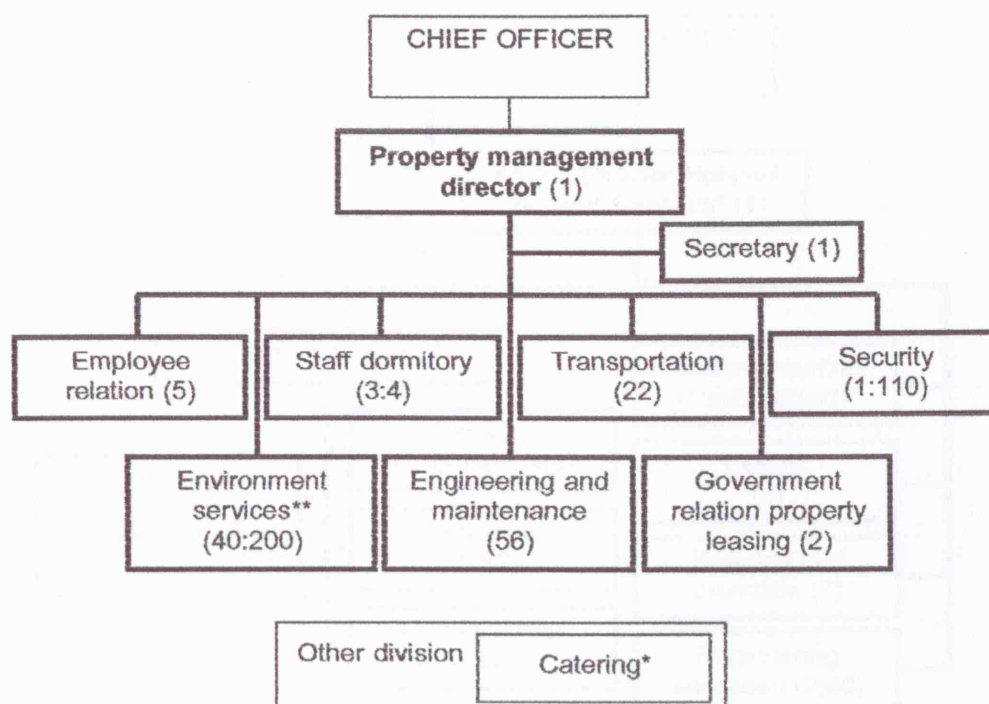 CHIEF OFFICER
Property management
director (1)
Secretary (1)
Employee
relation (5)
Staff dormitory
(3:4)
Transportation
(22)
Security
(1:110)
Environment
services**
(40:200)
Engineering and
maintenance
(56)
Government
relation property
leasing (2)
Other division
Catering*